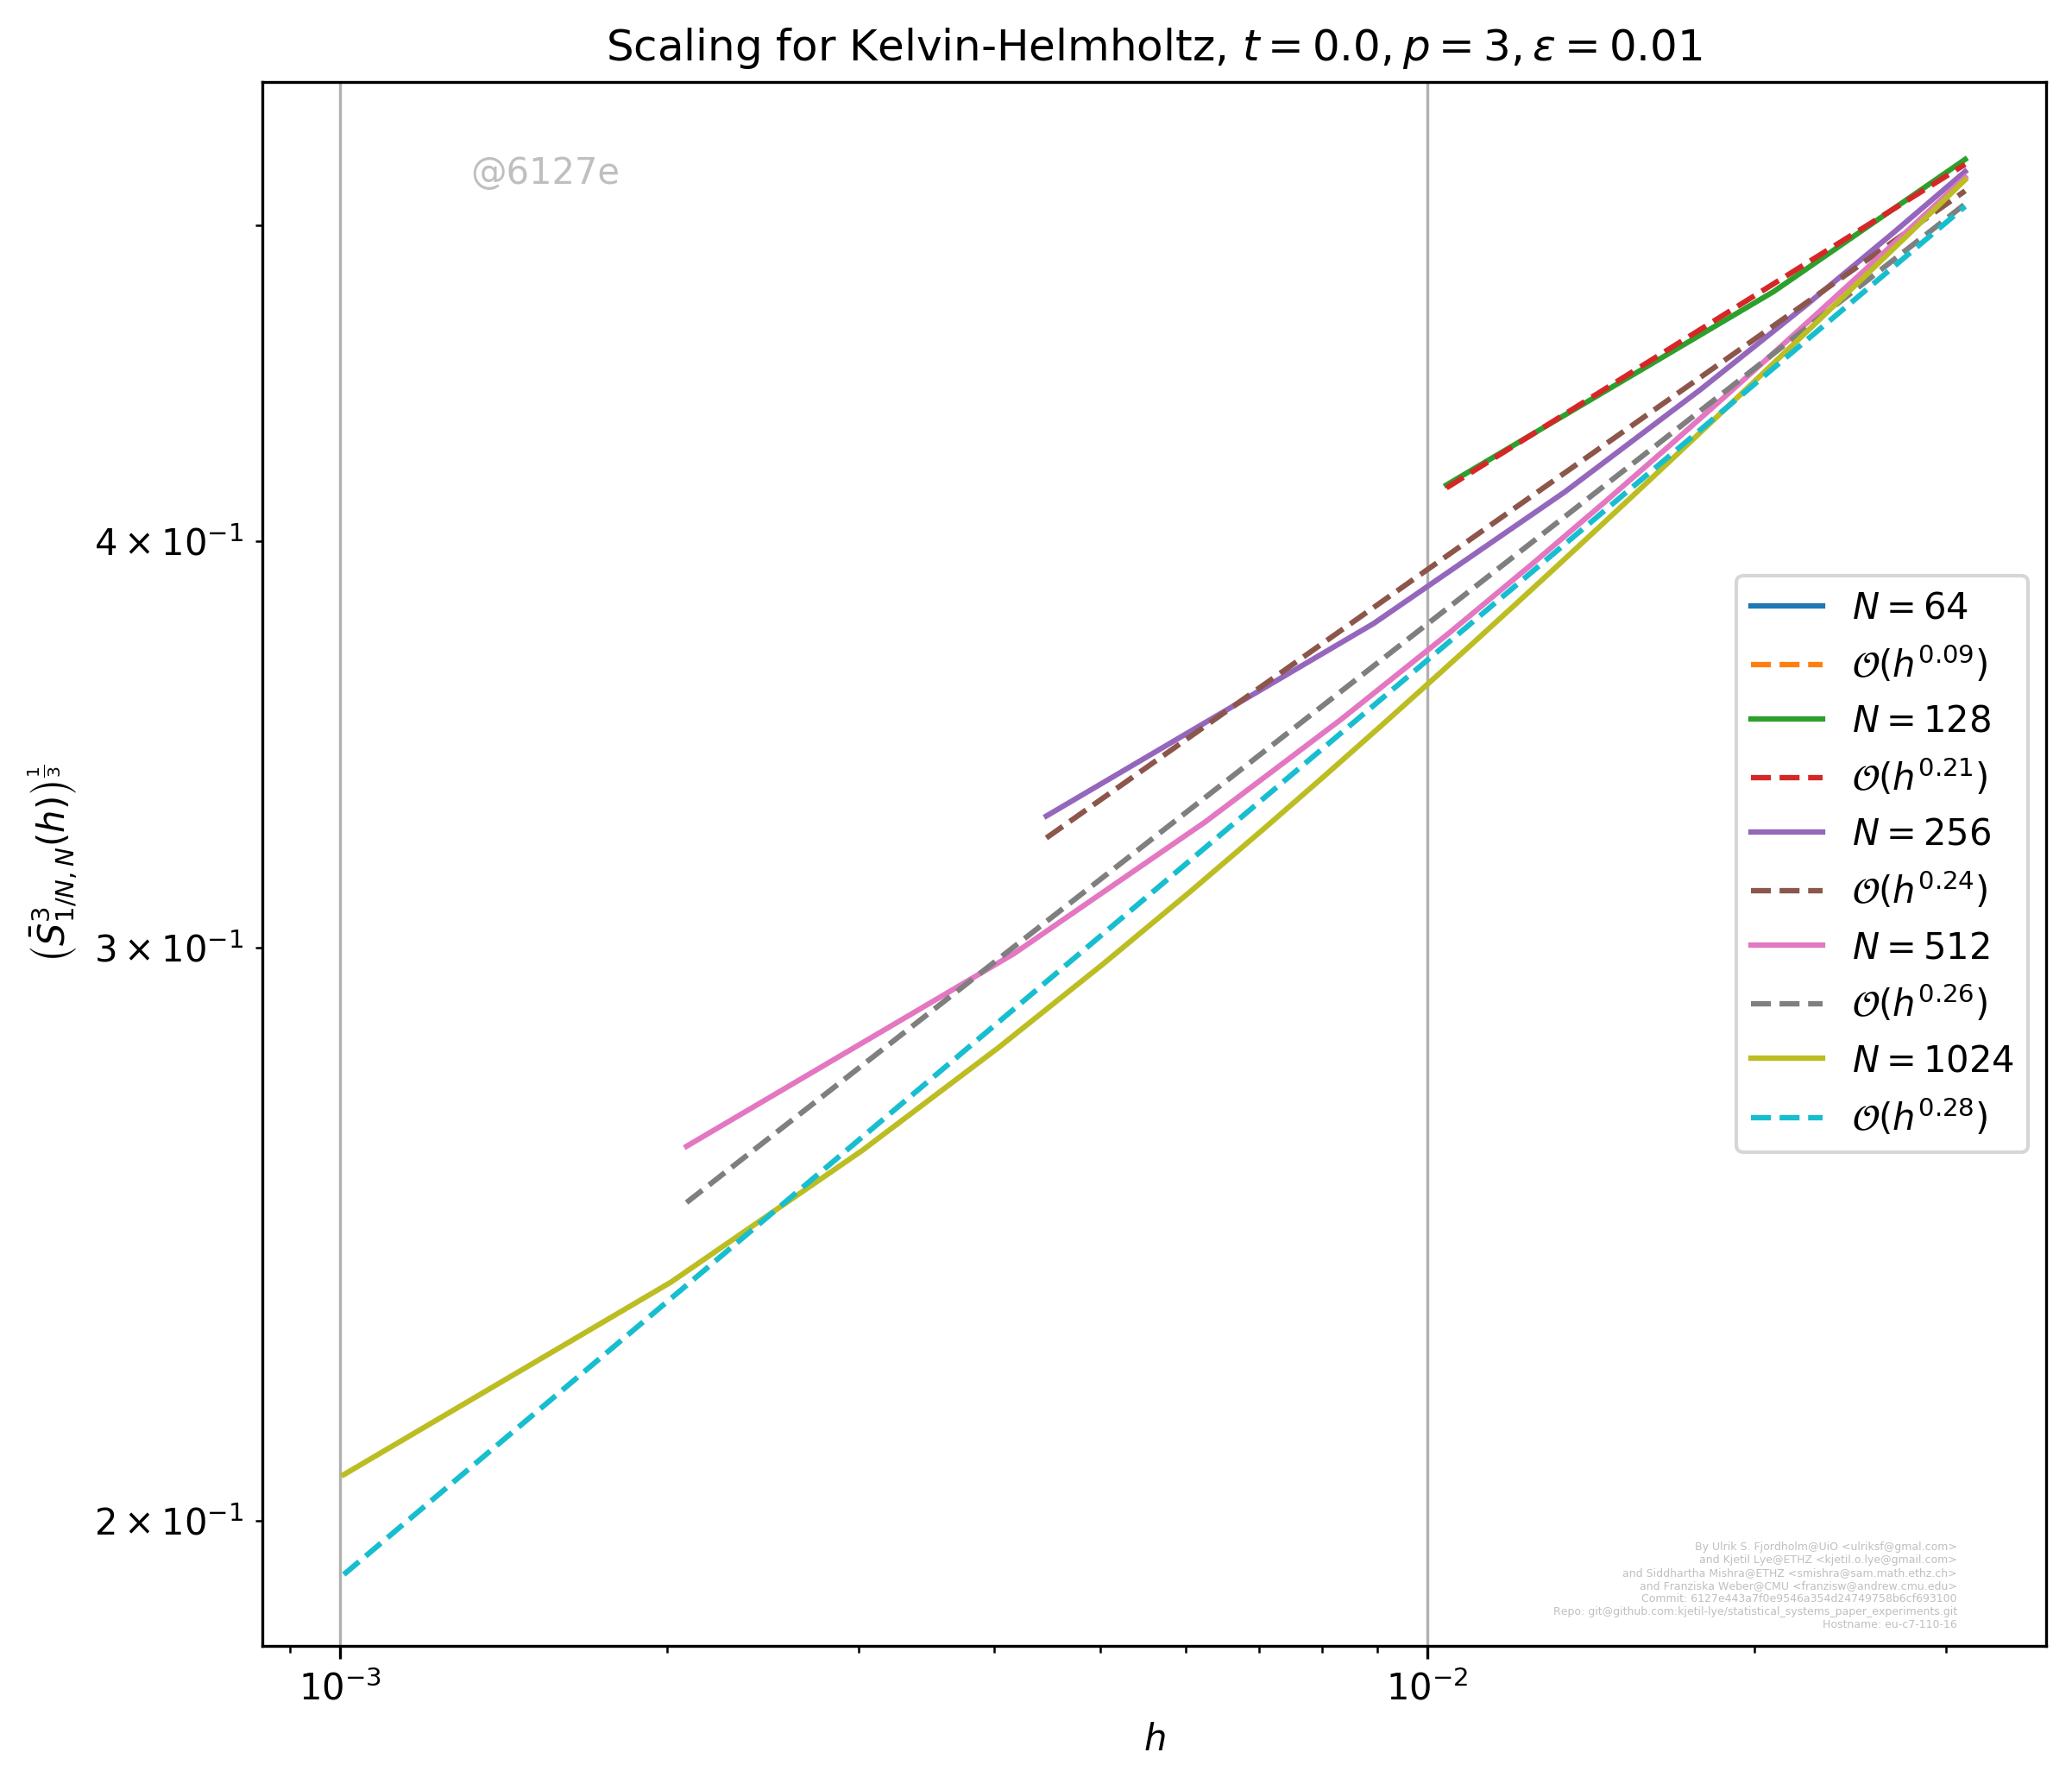 Scaling for Kelvin-Helmholtz, t = 0.0, p = 3, ε = 0.01
@6127e
4 × 10⁻¹
3 × 10⁻¹
2 × 10⁻¹
(S̄³₁/N, N(h))^(1/3)
N = 64
𝒪(h^0.09)
N = 128
𝒪(h^0.21)
N = 256
𝒪(h^0.24)
N = 512
𝒪(h^0.26)
N = 1024
𝒪(h^0.28)
By Ulrik S. Fjordholm@UiO <ulriksf@gmal.com>
and Kjetil Lye@ETHZ <kjetil.o.lye@gmail.com>
and Siddhartha Mishra@ETHZ <smishra@sam.math.ethz.ch>
and Franziska Weber@CMU <franzisw@andrew.cmu.edu>
Commit: 6127e443a7f0e9546a354d24749758b6cf693100
Repo: git@github.com:kjetil-lye/statistical_systems_paper_experiments.git
Hostname: eu-c7-110-16
10⁻³
10⁻²
h